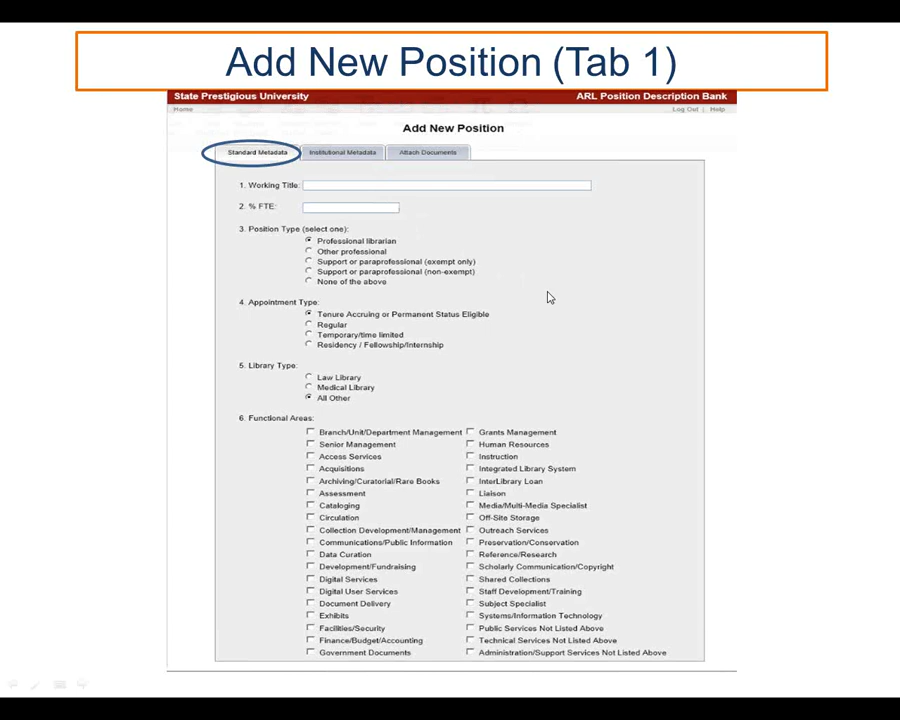 Add New Position (Tab 1)
State Prestigious University ARL Position Description Bank
Home Log Out | Help
Add New Position
Standard Metadata Institutional Metadata Attach Documents
1. Working Title:
2. % FTE:
3. Position Type (select one):
Professional librarian
Other professional
Support or paraprofessional (exempt only)
Support or paraprofessional (non-exempt)
None of the above
4. Appointment Type:
Tenure Accruing or Permanent Status Eligible
Regular
Temporary/time limited
Residency / Fellowship/Internship
5. Library Type:
Law Library
Medical Library
All Other
6. Functional Areas:
Branch/Unit/Department Management Grants Management
Senior Management Human Resources
Access Services Instruction
Acquisitions Integrated Library System
Archiving/Curatorial/Rare Books InterLibrary Loan
Assessment Liaison
Cataloging Media/Multi-Media Specialist
Circulation Off-Site Storage
Collection Development/Management Outreach Services
Communications/Public Information Preservation/Conservation
Data Curation Reference/Research
Development/Fundraising Scholarly Communication/Copyright
Digital Services Shared Collections
Digital User Services Staff Development/Training
Document Delivery Subject Specialist
Exhibits Systems/Information Technology
Facilities/Security Public Services Not Listed Above
Finance/Budget/Accounting Technical Services Not Listed Above
Government Documents Administration/Support Services Not Listed Above